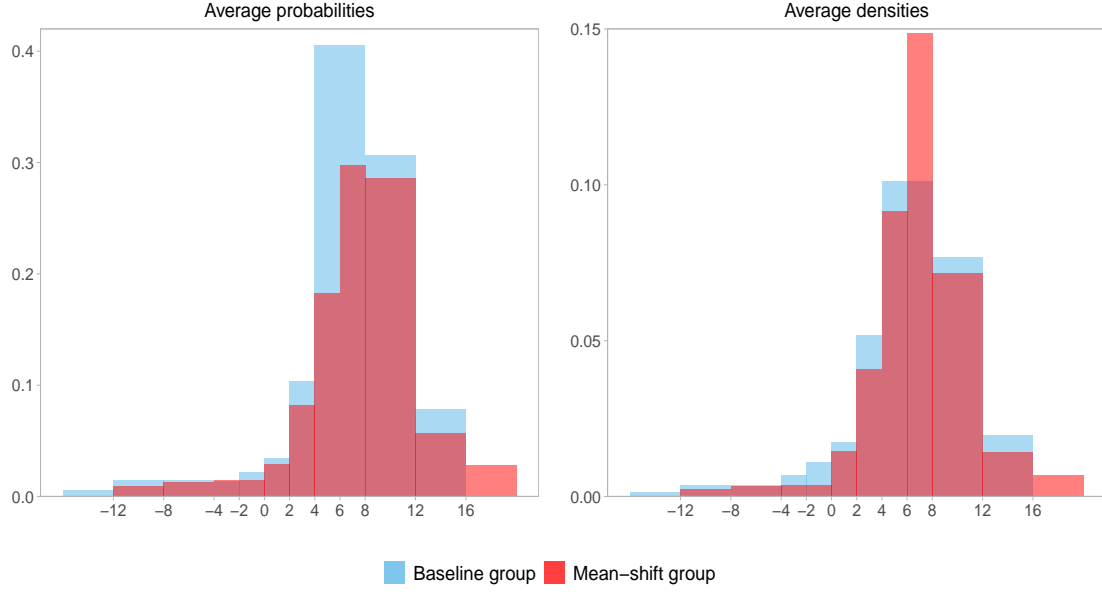 Average probabilities
0.4
0.3
0.2
0.1
0.0
−12 −8 −4 −2 0 2 4 6 8 12 16
Average densities
0.15
0.10
0.05
0.00
−12 −8 −4 −2 0 2 4 6 8 12 16
Baseline group Mean−shift group